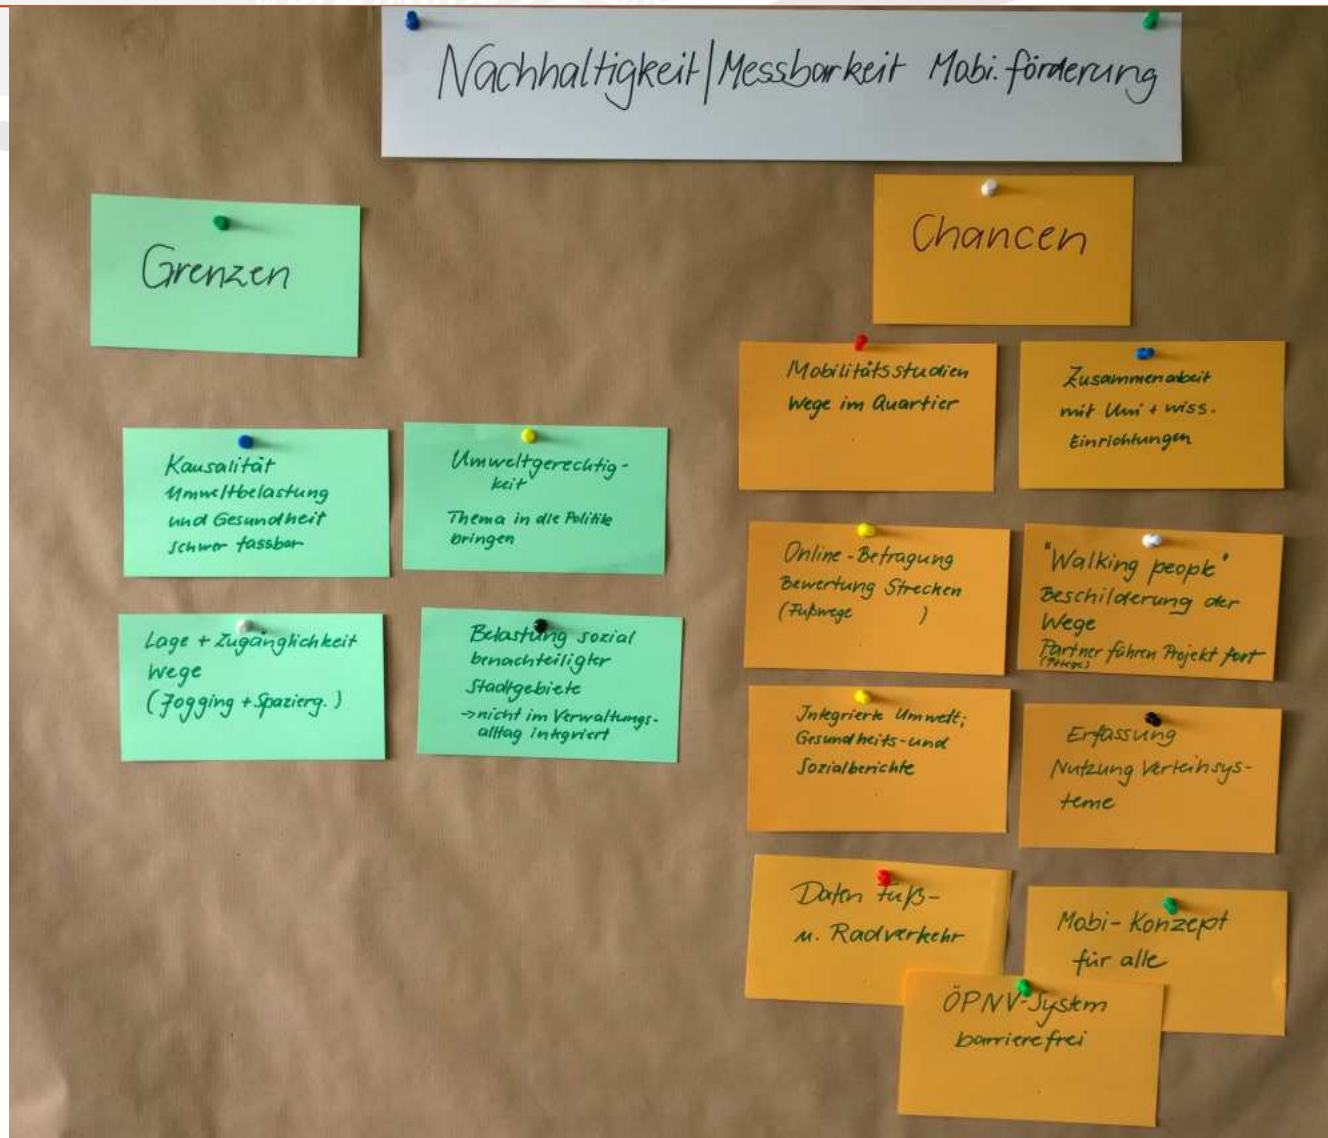 Nachhaltigkeit/Messbarkeit Mobi.förderung
Grenzen
Kausalität
Umweltbelastung
und Gesundheit
schwer fassbar
Umweltgerechtig-
keit
Thema in die Politik
bringen
Lage + Zugänglichkeit
Wege
(Jogging + Spazierg.)
Belastung sozial
benachteiligter
Stadtgebiete
-> nicht im Verwaltungs-
alltag integriert
Chancen
Mobilitätsstudien
Wege im Quartier
Zusammenarbeit
mit Uni + wiss.
Einrichtungen
Online-Befragung
Bewertung Strecken
(Fußwege )
"Walking people"
Beschilderung der
Wege
Partner führen Projekt fort
Integrierte Umwelt-,
Gesundheits- und
Sozialberichte
Erfassung
Nutzung Verleihsys-
teme
Daten Fuß-
u. Radverkehr
Mobi-Konzept
für alle
ÖPNV-System
barrierefrei